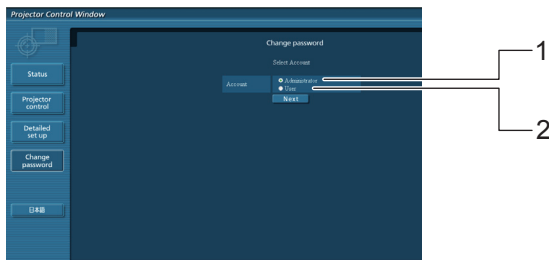 Projector Control Window
Change password
Select Account
Account
Administrator
User
Next
Status
Projector
control
Detailed
set up
Change
password
日本語
1
2